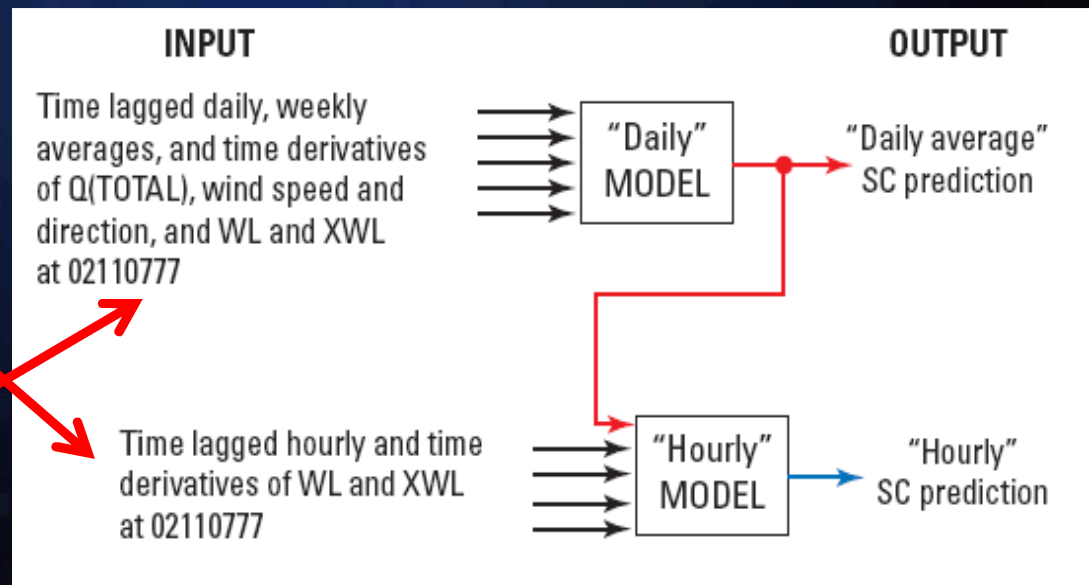 INPUT
OUTPUT
Time lagged daily, weekly
averages, and time derivatives
of Q(TOTAL), wind speed and
direction, and WL and XWL
at 02110777
“Daily”
MODEL
“Daily average”
SC prediction
Time lagged hourly and time
derivatives of WL and XWL
at 02110777
“Hourly”
MODEL
“Hourly”
SC prediction